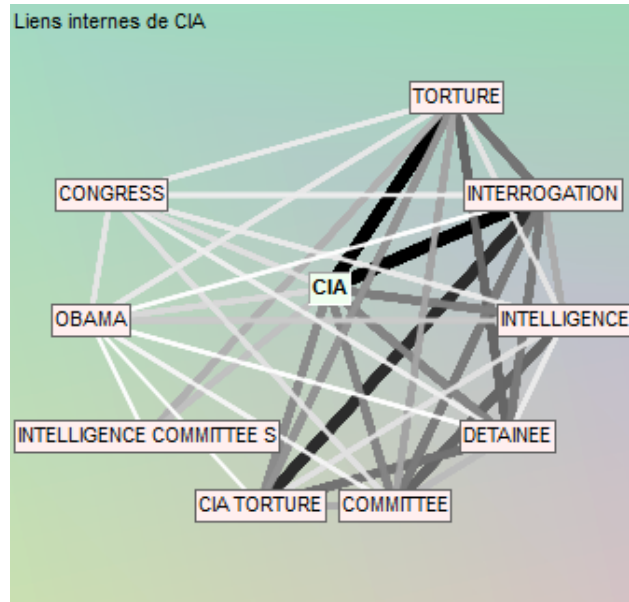 Liens internes de CIA
TORTURE
CONGRESS
INTERROGATION
CIA
OBAMA
INTELLIGENCE
INTELLIGENCE COMMITTEE S
DETAINEE
CIA TORTURE
COMMITTEE